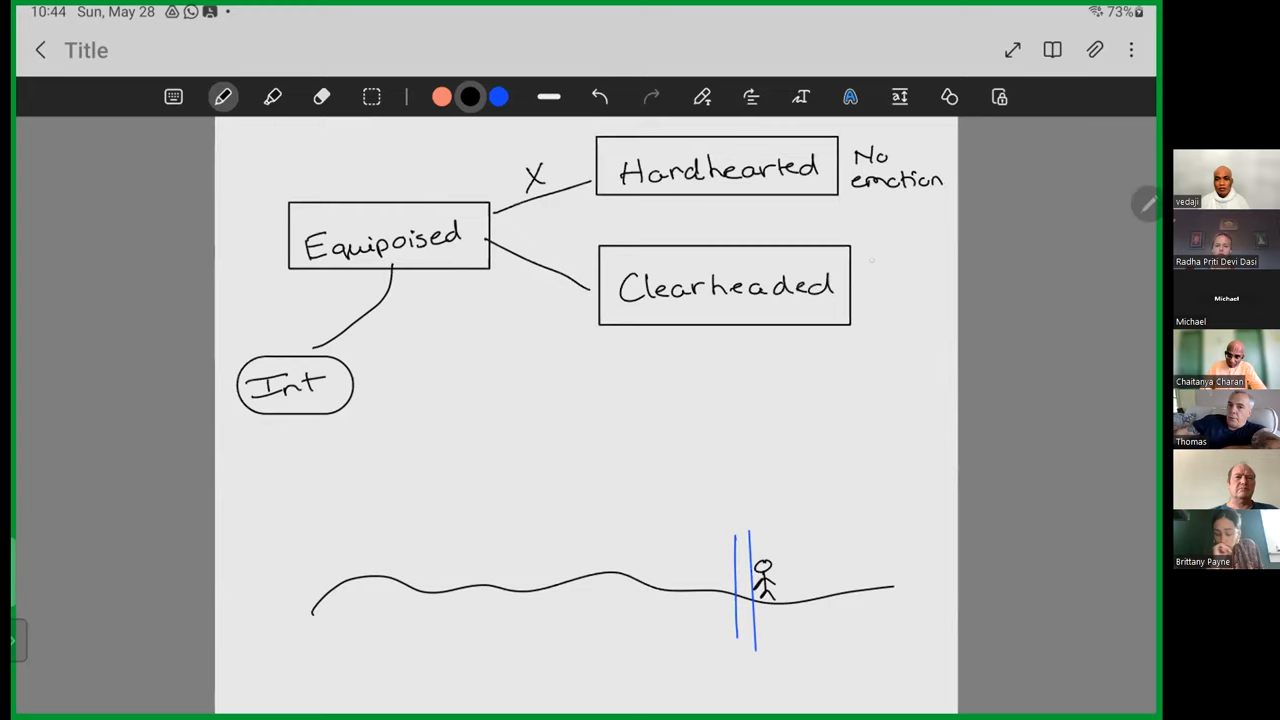 10:44 Sun, May 28
73%
Title
X
Hardhearted
No
emotion
Equipoised
Clearheaded
Int
vedaji
Radha Priti Devi Dasi
Michael
Michael
Chaitanya Charan
Thomas
Brittany Payne